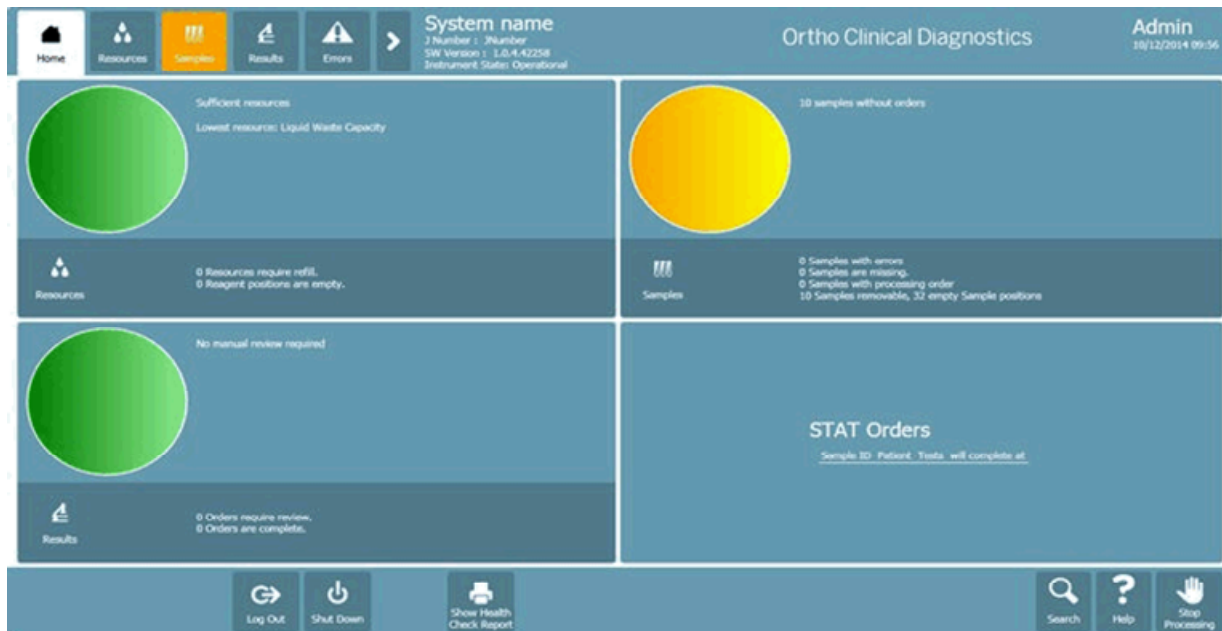 Home
Resources
Samples
Results
Errors
System name
J Number : JNumber
SW Version : 1.0.4.42258
Instrument State: Operational
Ortho Clinical Diagnostics
Admin
10/12/2014 09:56
Sufficient resources
Lowest resource: Liquid Waste Capacity
Resources
0 Resources require refill.
0 Reagent positions are empty.
10 samples without orders
Samples
0 Samples with errors
0 Samples are missing.
0 Samples with processing order
10 Samples removable, 32 empty Sample positions
No manual review required
Results
0 Orders require review.
0 Orders are complete.
STAT Orders
Sample ID Patient Tests will complete at
Log Out
Shut Down
Show Health
Check Report
Search
Help
Stop
Processing